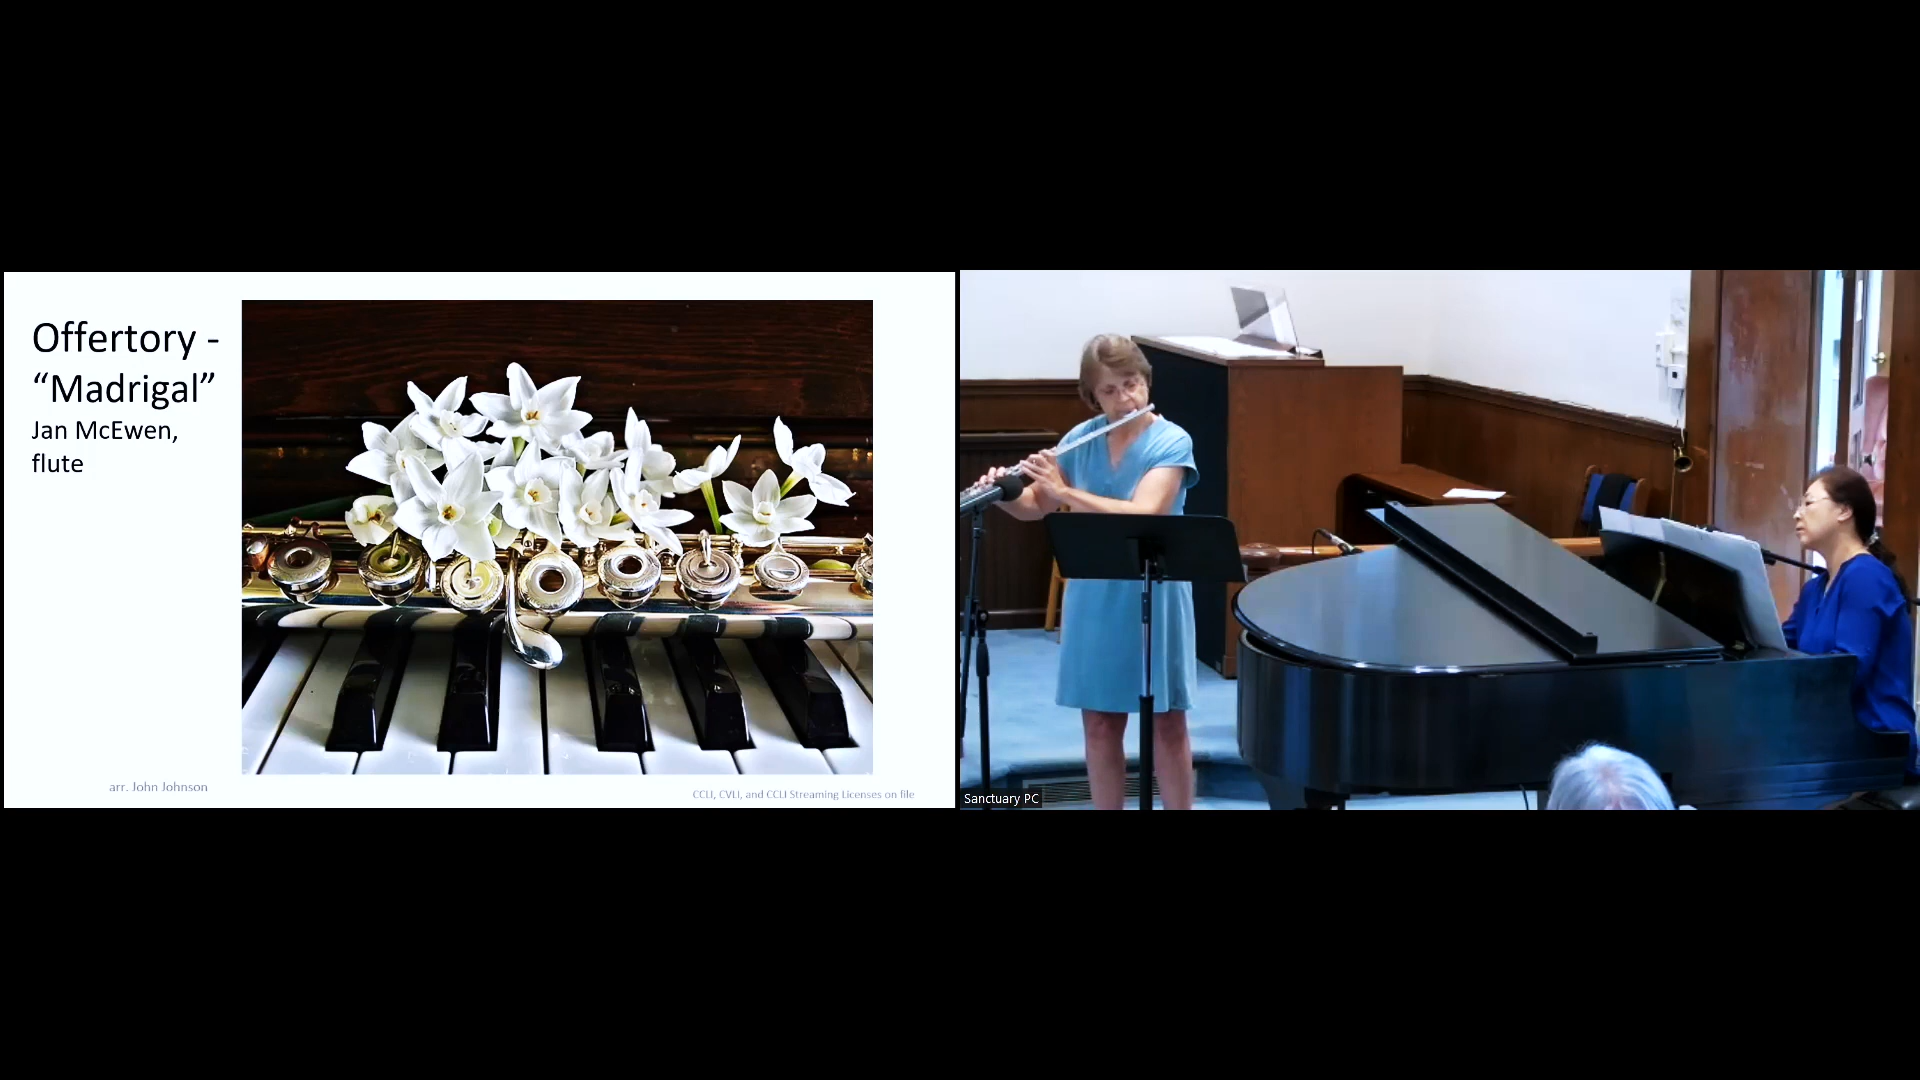 Offertory -
“Madrigal”
Jan McEwen,
flute
arr. John Johnson
CCLI, CVLI, and CCLI Streaming Licenses on file
Sanctuary PC